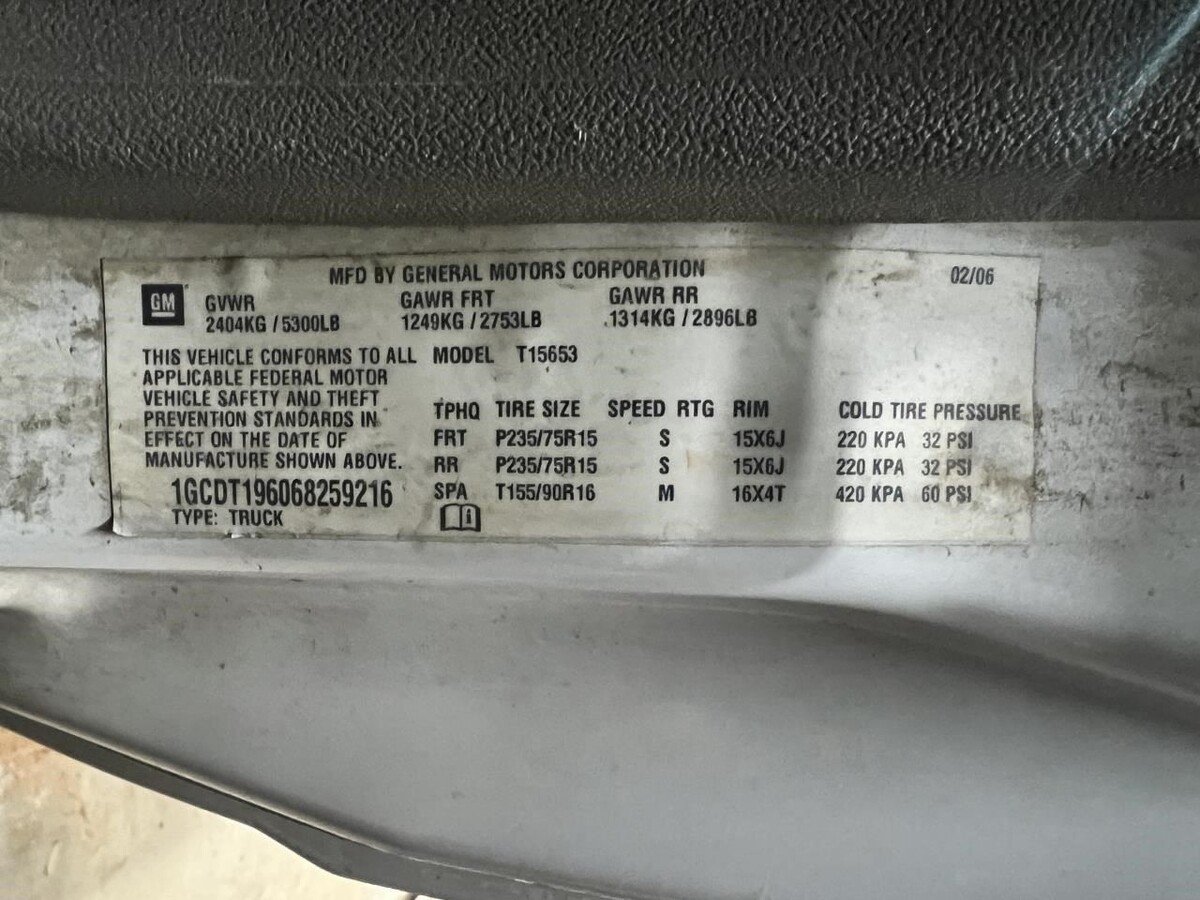 MFD BY GENERAL MOTORS CORPORATION 02/06
GM
GVWR GAWR FRT GAWR RR
2404KG / 5300LB 1249KG / 2753LB 1314KG / 2896LB
THIS VEHICLE CONFORMS TO ALL
APPLICABLE FEDERAL MOTOR
VEHICLE SAFETY AND THEFT
PREVENTION STANDARDS IN
EFFECT ON THE DATE OF
MANUFACTURE SHOWN ABOVE.
1GCDT196068259216
TYPE: TRUCK
MODEL T15653
TPHQ TIRE SIZE SPEED RTG RIM COLD TIRE PRESSURE
FRT P235/75R15 S 15X6J 220 KPA 32 PSI
RR P235/75R15 S 15X6J 220 KPA 32 PSI
SPA T155/90R16 M 16X4T 420 KPA 60 PSI